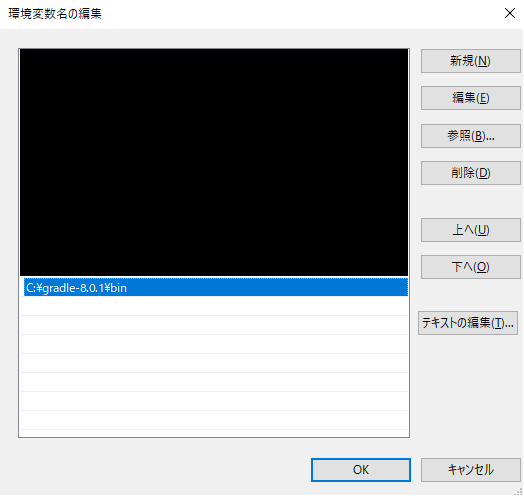 環境変数名の編集
C:¥gradle-8.0.1¥bin
新規(N)
編集(E)
参照(B)...
削除(D)
上へ(U)
下へ(O)
テキストの編集(T)...
OK
キャンセル